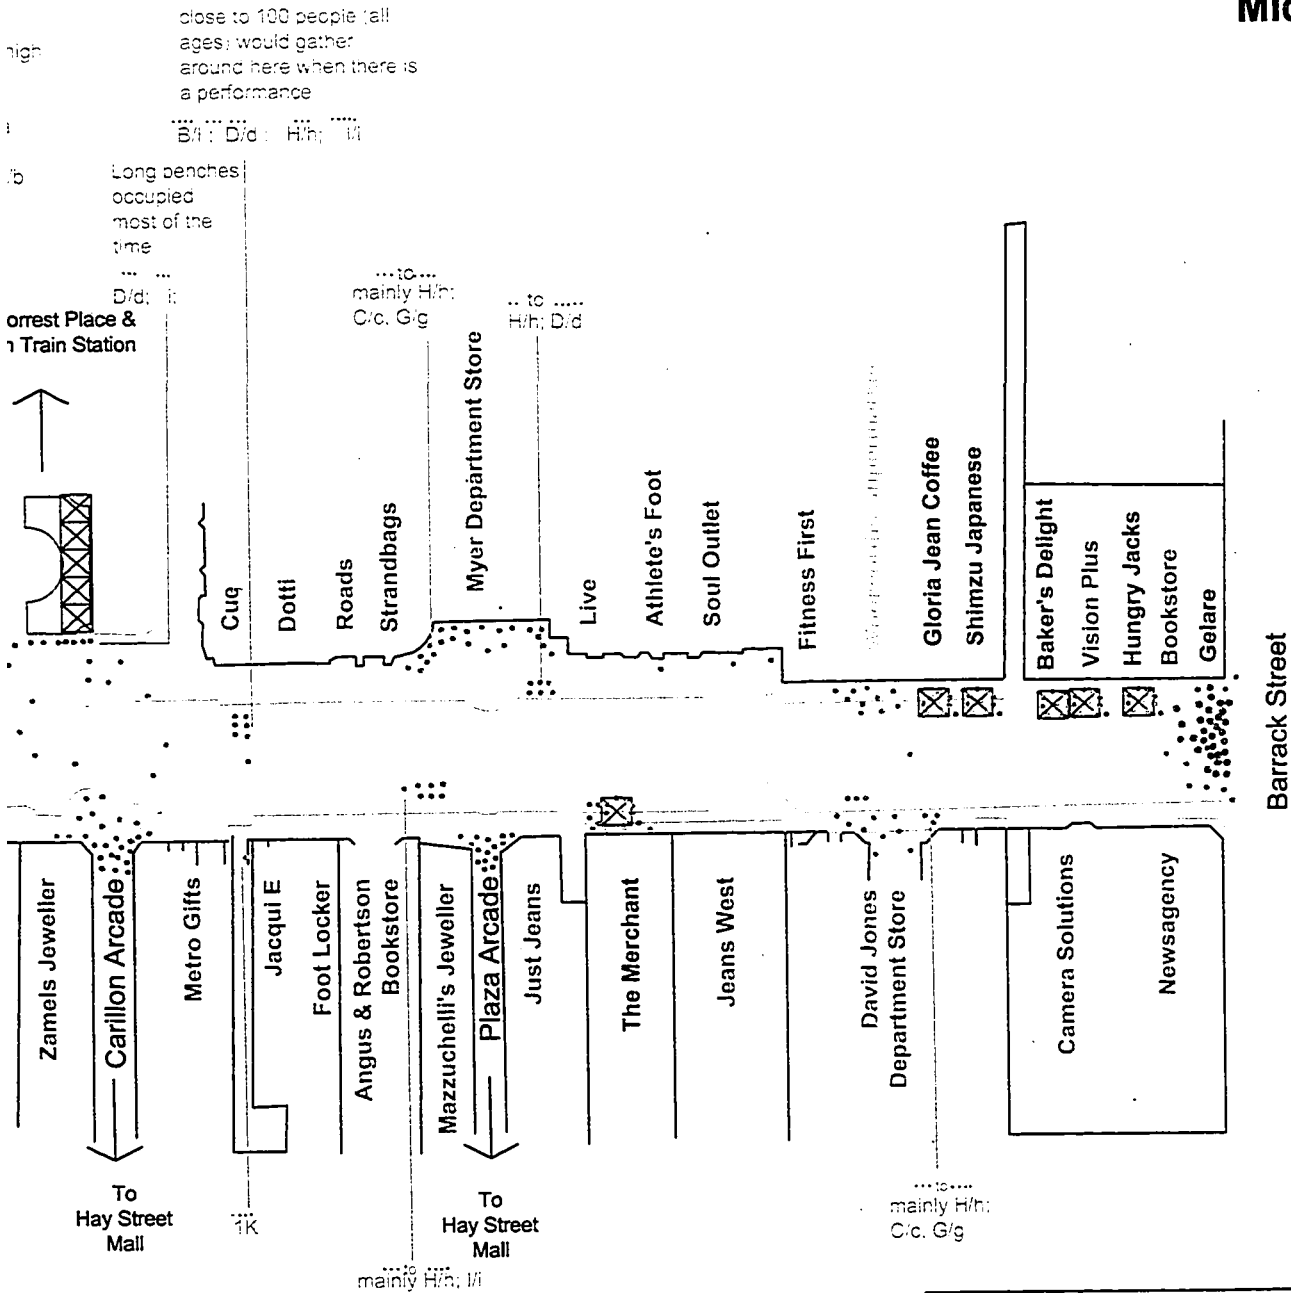 Mic
close to 100 people (all
ages) would gather
around here when there is
a performance
B/i ; D/d ; H/h; I/i
high
/b
Long benches
occupied
most of the
time
D/d; i;
orrest Place &
n Train Station
to
mainly H/h;
C/c, G/g
to
H/h; D/d
Cue
Dotti
Roads
Strandbags
Myer Department Store
Live
Athlete's Foot
Soul Outlet
Fitness First
Gloria Jean Coffee
Shimzu Japanese
Baker's Delight
Vision Plus
Hungry Jacks
Bookstore
Gelare
Barrack Street
Zamels Jeweller
Carillon Arcade
Metro Gifts
Jacqui E
Foot Locker
Angus & Robertson
Bookstore
Mazzuchelli's Jeweller
Plaza Arcade
Just Jeans
The Merchant
Jeans West
David Jones
Department Store
Camera Solutions
Newsagency
To
Hay Street
Mall
1K
To
Hay Street
Mall
to
mainly H/h; I/i
to
mainly H/h;
C/c, G/g